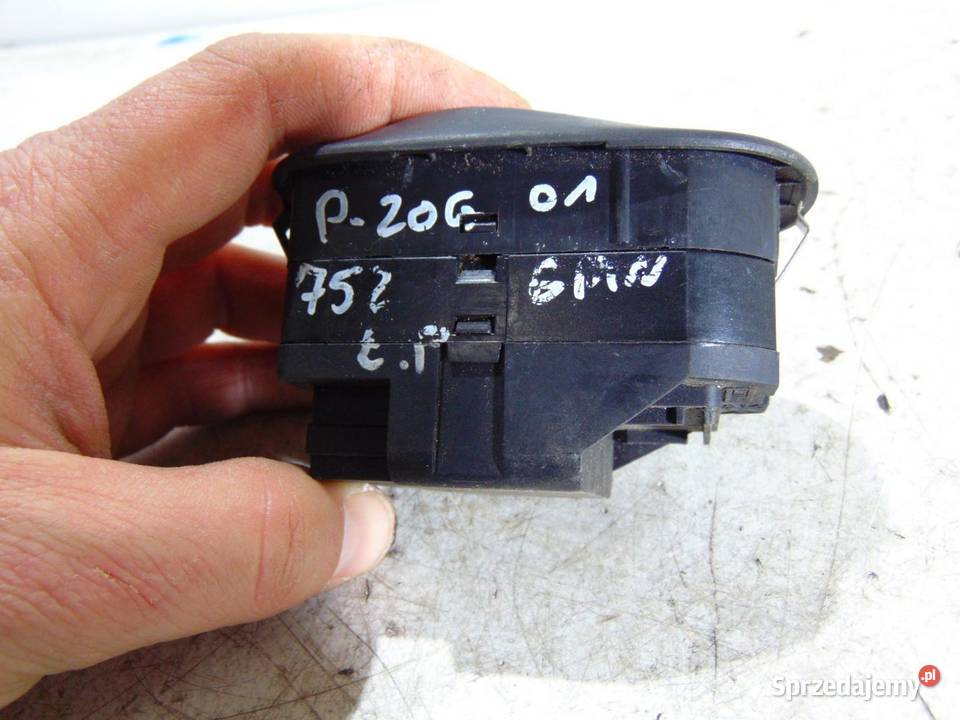 P. 206 01
752 GMN
t.P
Sprzedajemy.pl